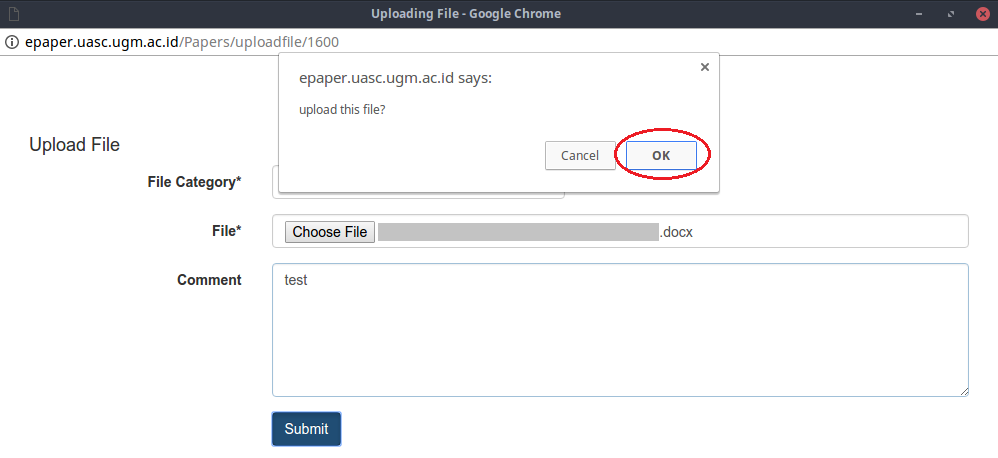 Uploading File - Google Chrome
epaper.uasc.ugm.ac.id/Papers/uploadfile/1600
epaper.uasc.ugm.ac.id says:
upload this file?
Cancel OK
Upload File
File Category*
File* Choose File .docx
Comment test
Submit